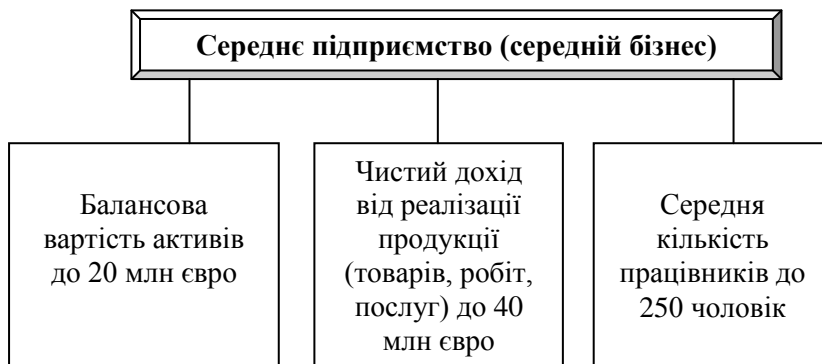 Середнє підприємство (середній бізнес)
Балансова
вартість активів
до 20 млн євро
Чистий дохід
від реалізації
продукції
(товарів, робіт,
послуг) до 40
млн євро
Середня
кількість
працівників до
250 чоловік